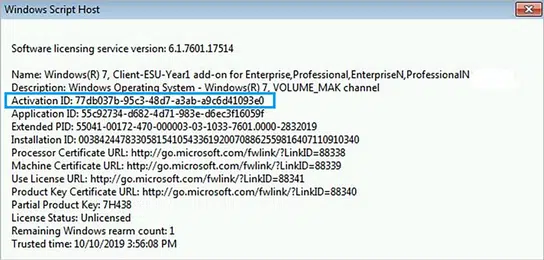 Windows Script Host
Software licensing service version: 6.1.7601.17514
Name: Windows(R) 7, Client-ESU-Year1 add-on for Enterprise,Professional,EnterpriseN,ProfessionalN
Description: Windows Operating System - Windows(R) 7, VOLUME_MAK channel
Activation ID: 77db037b-95c3-48d7-a3ab-a9c6d41093e0
Application ID: 55c92734-d682-4d71-983e-d6ec3f16059f
Extended PID: 55041-00172-470-000003-03-1033-7601.0000-2832019
Installation ID: 003842447833058154105433619200708862559816407110910340
Processor Certificate URL: http://go.microsoft.com/fwlink/?LinkID=88338
Machine Certificate URL: http://go.microsoft.com/fwlink/?LinkID=88339
Use License URL: http://go.microsoft.com/fwlink/?LinkID=88341
Product Key Certificate URL: http://go.microsoft.com/fwlink/?LinkID=88340
Partial Product Key: 7H438
License Status: Unlicensed
Remaining Windows rearm count: 1
Trusted time: 10/10/2019 3:56:08 PM